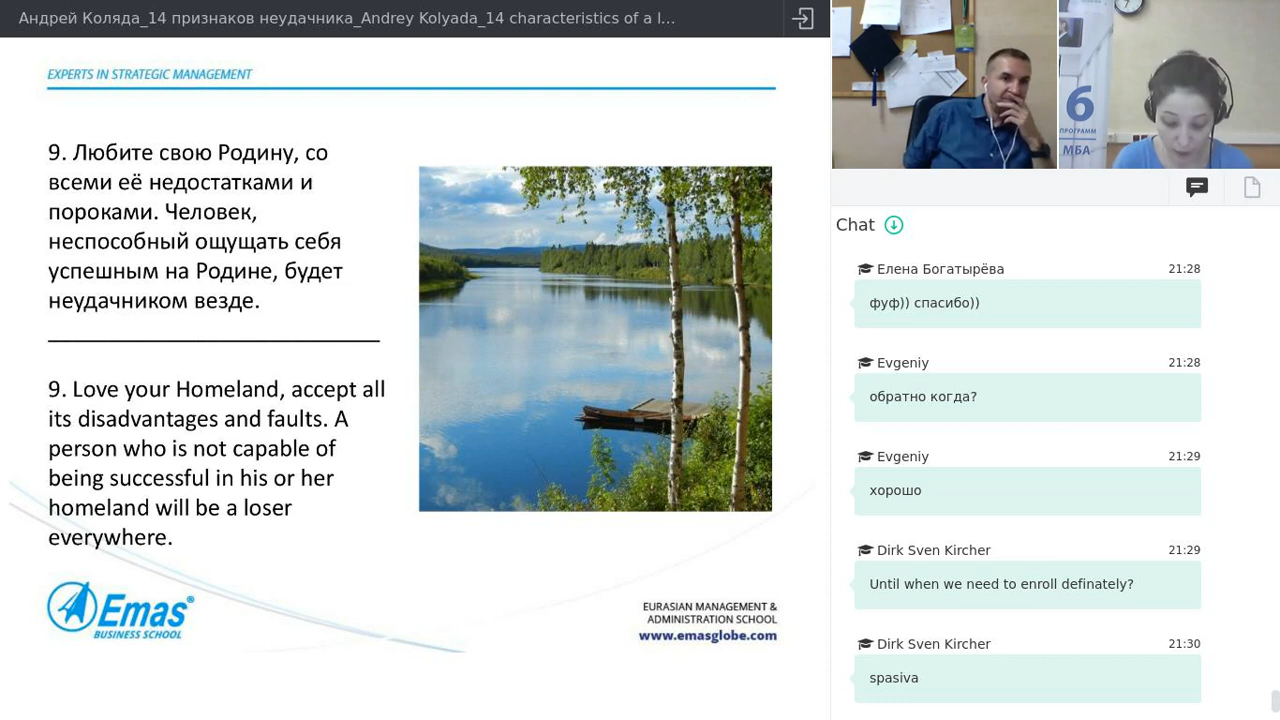 Андрей Коляда_14 признаков неудачника_Andrey Kolyada_14 characteristics of a l...
EXPERTS IN STRATEGIC MANAGEMENT
9. Любите свою Родину, со
всеми её недостатками и
пороками. Человек,
неспособный ощущать себя
успешным на Родине, будет
неудачником везде.
9. Love your Homeland, accept all
its disadvantages and faults. A
person who is not capable of
being successful in his or her
homeland will be a loser
everywhere.
Emas®
BUSINESS SCHOOL
EURASIAN MANAGEMENT &
ADMINISTRATION SCHOOL
www.emasglobe.com
6
ПРОГРАММ
МБА
Chat
Елена Богатырёва 21:28
фуф)) спасибо))
Evgeniy 21:28
обратно когда?
Evgeniy 21:29
хорошо
Dirk Sven Kircher 21:29
Until when we need to enroll definately?
Dirk Sven Kircher 21:30
spasiva